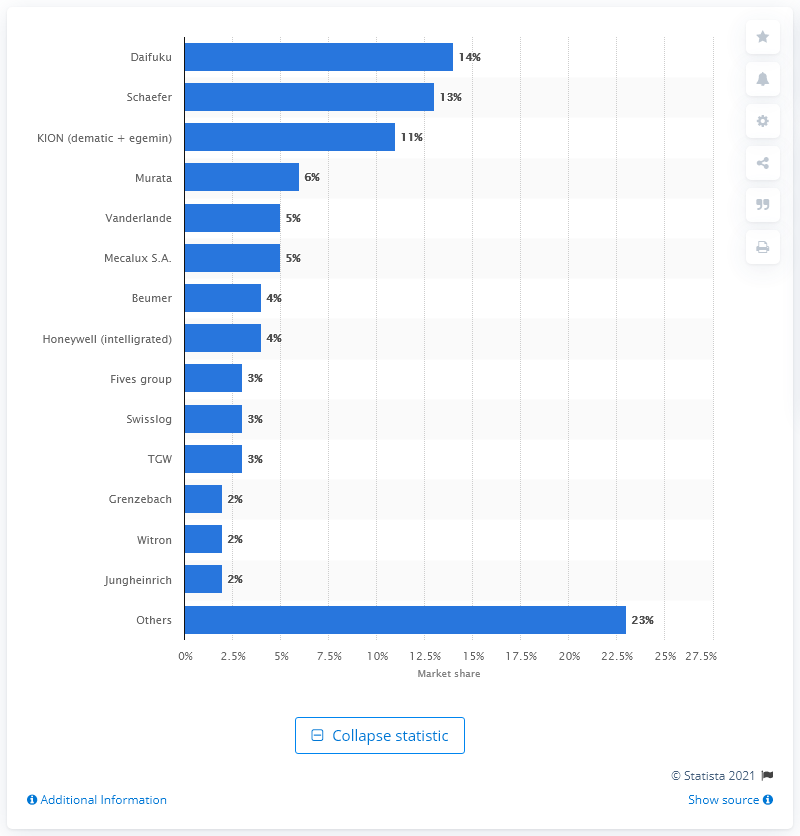 Daifuku 14%
Schaefer 13%
KION (dematic + egemin) 11%
Murata 6%
Vanderlande 5%
Mecalux S.A. 5%
Beumer 4%
Honeywell (intelligrated) 4%
Fives group 3%
Swisslog 3%
TGW 3%
Grenzebach 2%
Witron 2%
Jungheinrich 2%
Others 23%
0% 2.5% 5% 7.5% 10% 12.5% 15% 17.5% 20% 22.5% 25% 27.5%
Market share
Collapse statistic
© Statista 2021
Additional Information Show source